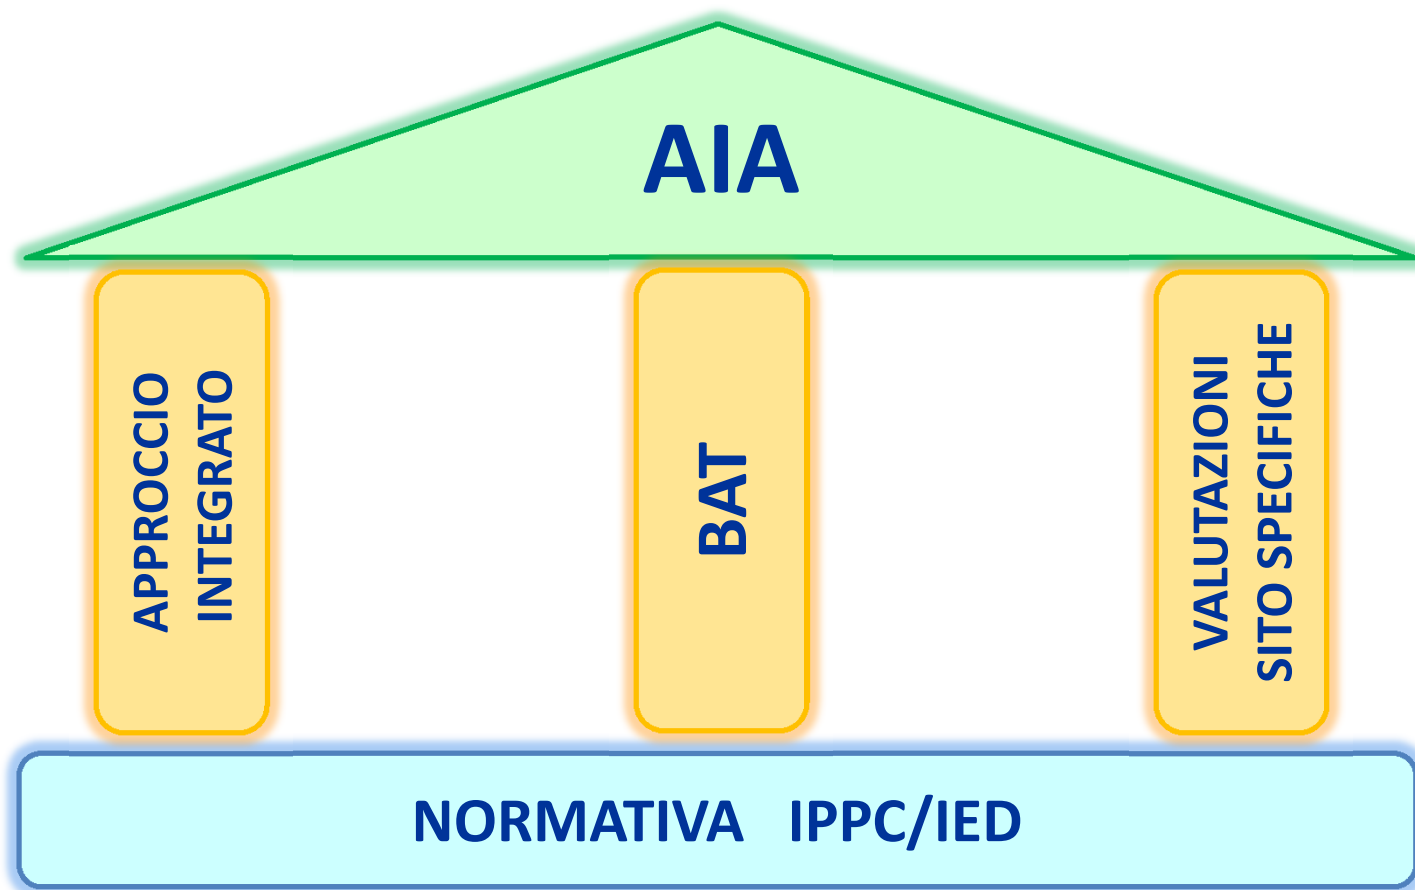 AIA
APPROCCIO
INTEGRATO
BAT
VALUTAZIONI
SITO SPECIFICHE
NORMATIVA IPPC/IED